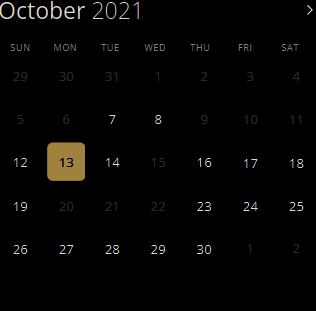 October 2021 >
SUN MON TUE WED THU FRI SAT
29 30 31 1 2 3 4
5 6 7 8 9 10 11
12 13 14 15 16 17 18
19 20 21 22 23 24 25
26 27 28 29 30 1 2